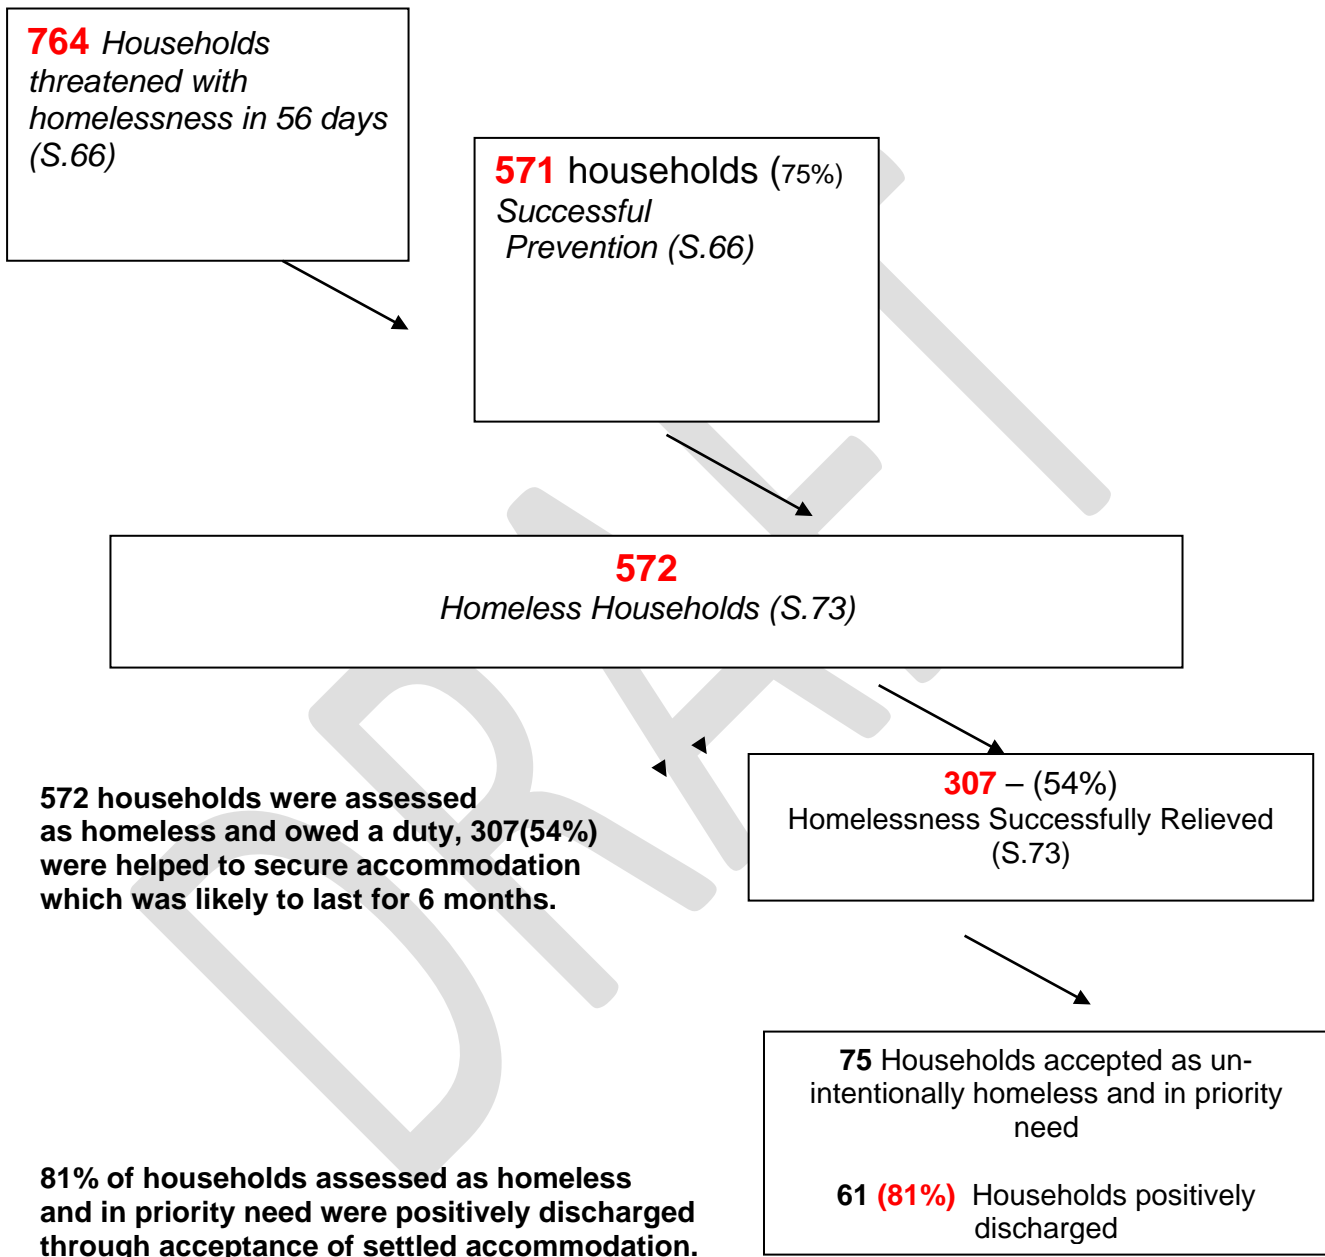 764 Households
threatened with
homelessness in 56 days
(S.66)
571 households (75%)
Successful
Prevention (S.66)
572
Homeless Households (S.73)
307 – (54%)
Homelessness Successfully Relieved
(S.73)
572 households were assessed
as homeless and owed a duty, 307(54%)
were helped to secure accommodation
which was likely to last for 6 months.
75 Households accepted as un-
intentionally homeless and in priority
need
61 (81%) Households positively
discharged
81% of households assessed as homeless
and in priority need were positively discharged
through acceptance of settled accommodation.
DRAFT